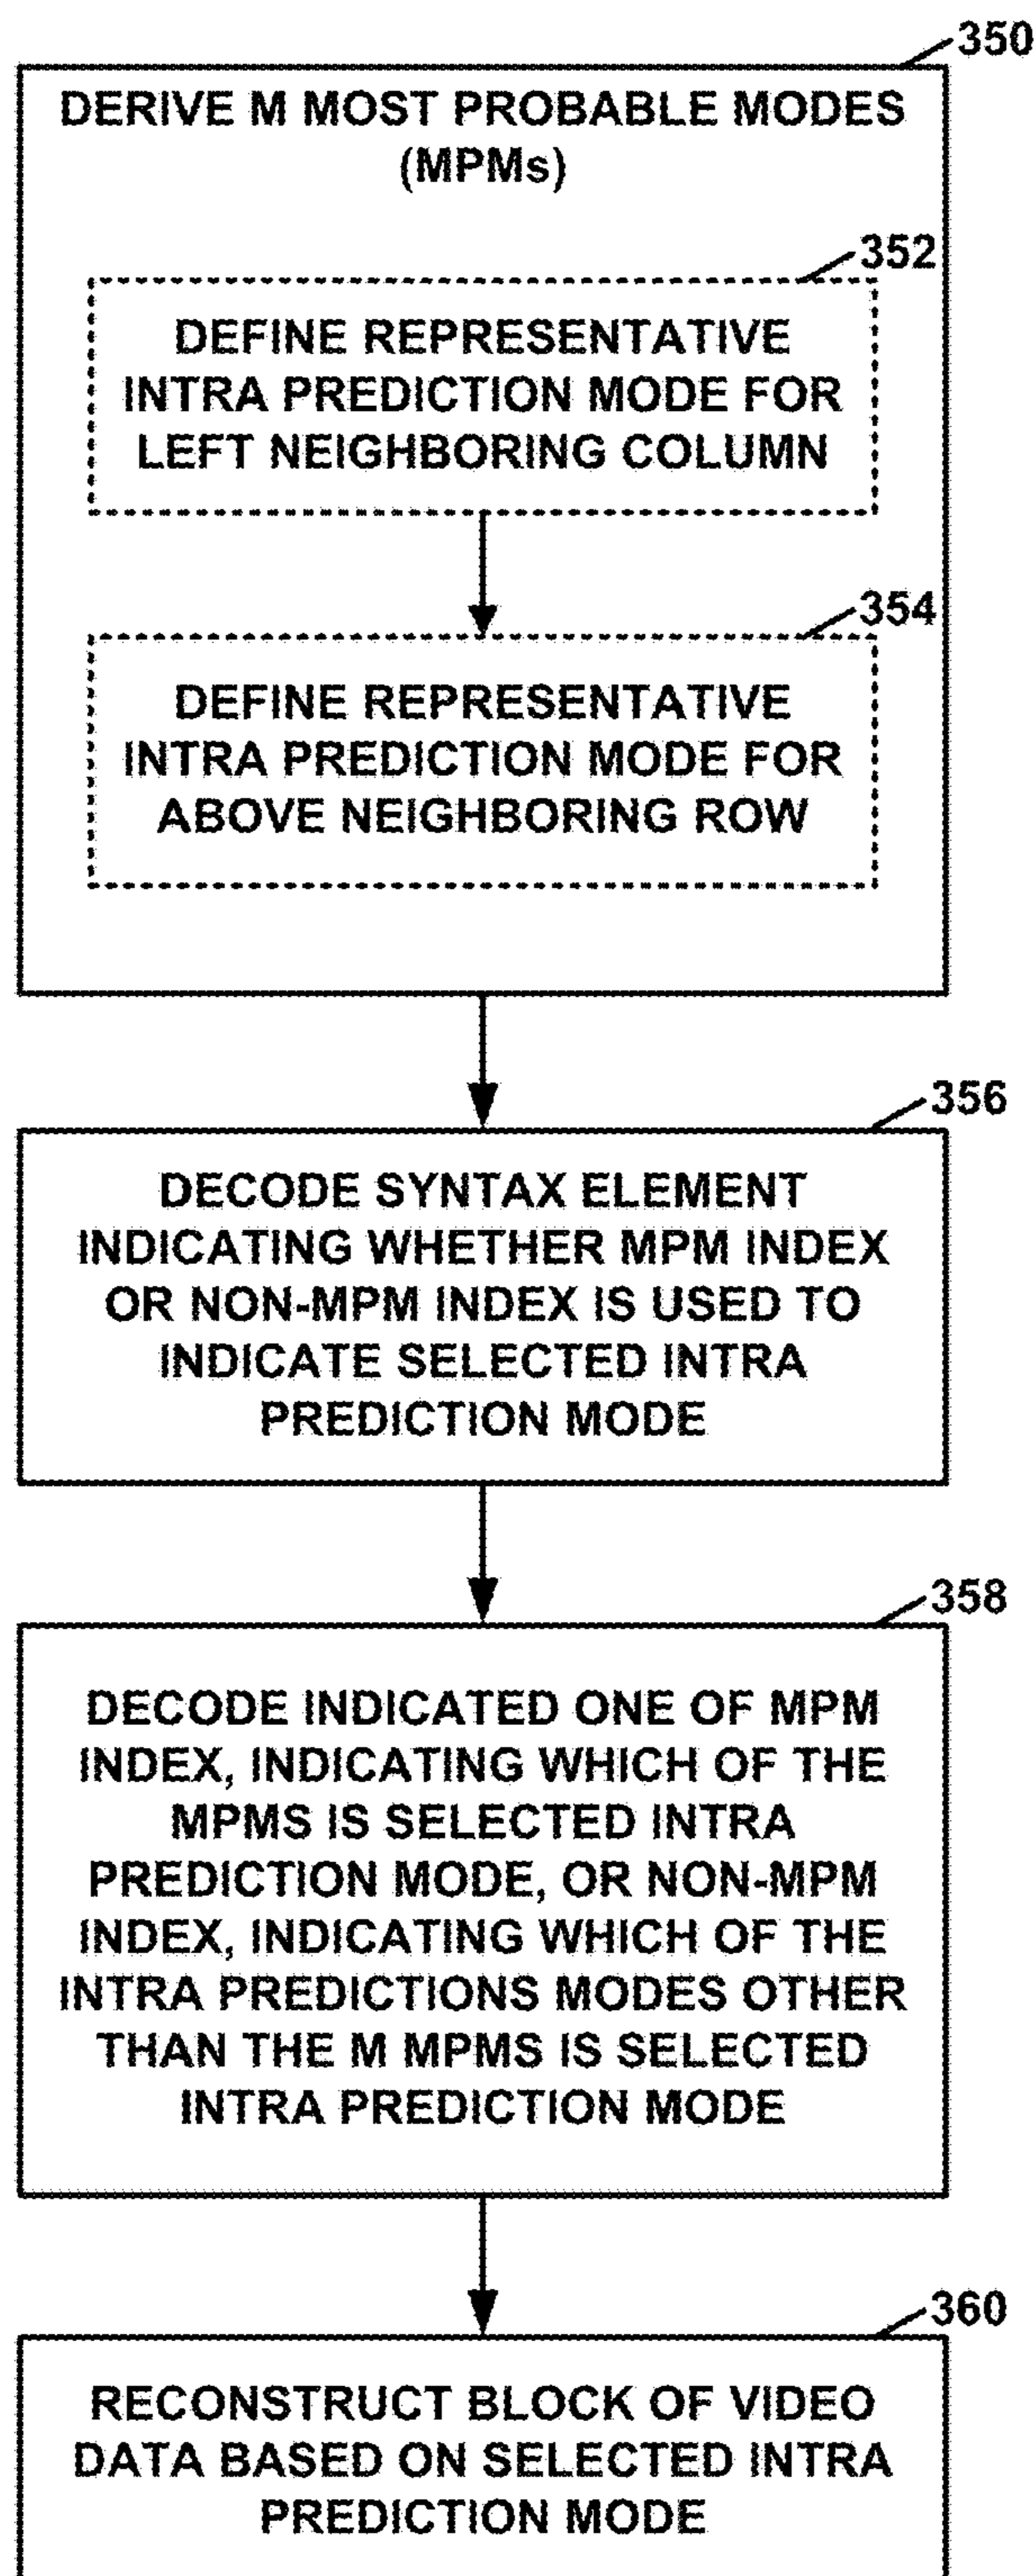 350
DERIVE M MOST PROBABLE MODES
(MPMs)
352
DEFINE REPRESENTATIVE
INTRA PREDICTION MODE FOR
LEFT NEIGHBORING COLUMN
354
DEFINE REPRESENTATIVE
INTRA PREDICTION MODE FOR
ABOVE NEIGHBORING ROW
356
DECODE SYNTAX ELEMENT
INDICATING WHETHER MPM INDEX
OR NON-MPM INDEX IS USED TO
INDICATE SELECTED INTRA
PREDICTION MODE
358
DECODE INDICATED ONE OF MPM
INDEX, INDICATING WHICH OF THE
MPMS IS SELECTED INTRA
PREDICTION MODE, OR NON-MPM
INDEX, INDICATING WHICH OF THE
INTRA PREDICTIONS MODES OTHER
THAN THE M MPMS IS SELECTED
INTRA PREDICTION MODE
360
RECONSTRUCT BLOCK OF VIDEO
DATA BASED ON SELECTED INTRA
PREDICTION MODE